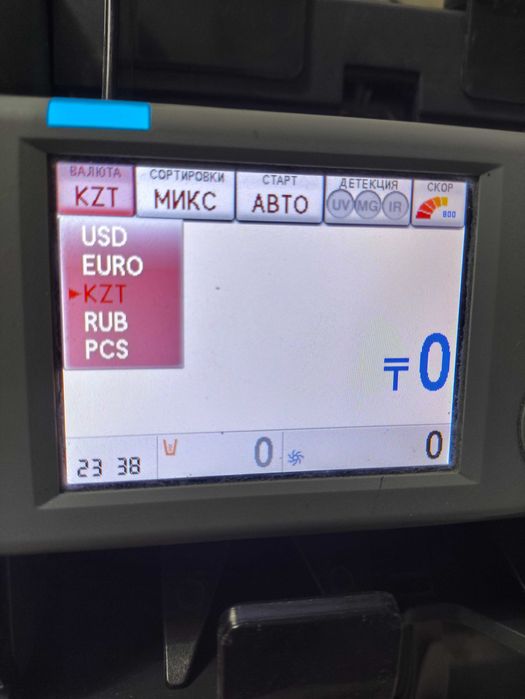 ВАЛЮТА
KZT
СОРТИРОВКИ
МИКС
СТАРТ
АВТО
ДЕТЕКЦИЯ
UV MG IR
СКОР
800
USD
EURO
KZT
RUB
PCS
₸0
23 38
0
0